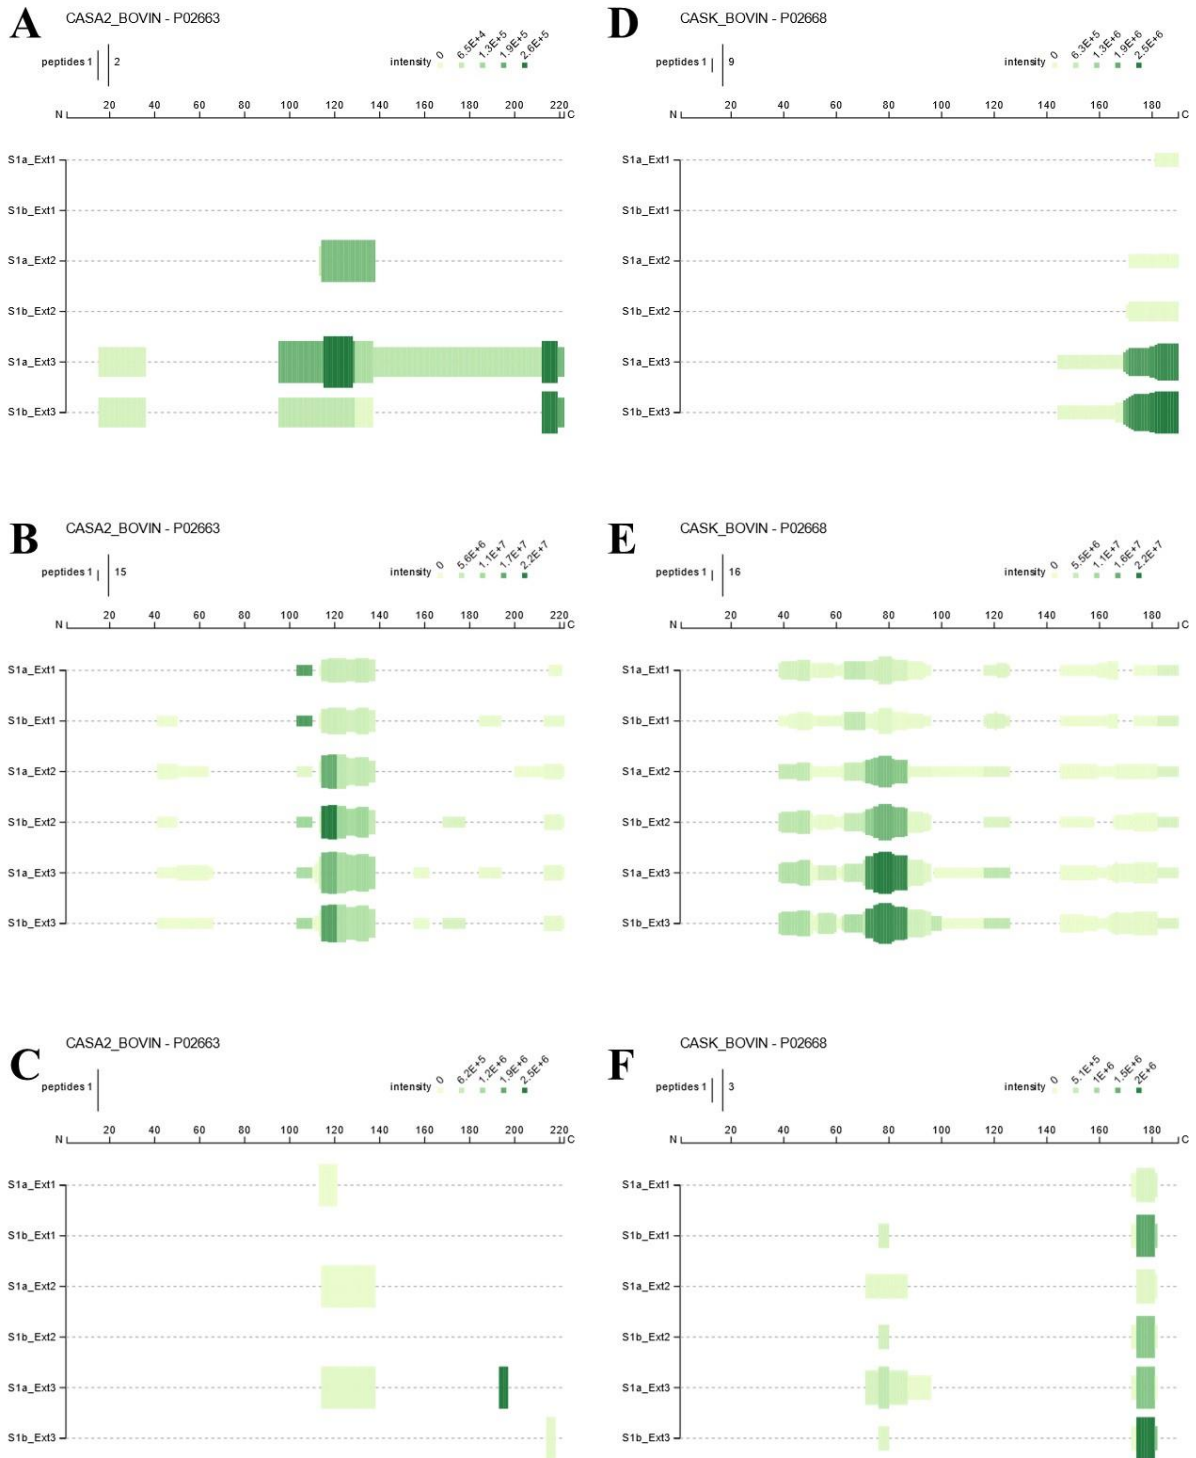 A
CASA2_BOVIN - P02663
peptides 1 2
intensity 0 6.5E+4 1.3E+5 1.9E+5 2.6E+5
N 20 40 60 80 100 120 140 160 180 200 220 C
S1a_Ext1
S1b_Ext1
S1a_Ext2
S1b_Ext2
S1a_Ext3
S1b_Ext3
D
CASK_BOVIN - P02668
peptides 1 9
intensity 0 6.3E+5 1.3E+6 1.9E+6 2.5E+6
N 20 40 60 80 100 120 140 160 180 C
S1a_Ext1
S1b_Ext1
S1a_Ext2
S1b_Ext2
S1a_Ext3
S1b_Ext3
B
CASA2_BOVIN - P02663
peptides 1 15
intensity 0 5.6E+6 1.1E+7 1.7E+7 2.2E+7
N 20 40 60 80 100 120 140 160 180 200 220 C
S1a_Ext1
S1b_Ext1
S1a_Ext2
S1b_Ext2
S1a_Ext3
S1b_Ext3
E
CASK_BOVIN - P02668
peptides 1 16
intensity 0 5.5E+6 1.1E+7 1.6E+7 2.2E+7
N 20 40 60 80 100 120 140 160 180 C
S1a_Ext1
S1b_Ext1
S1a_Ext2
S1b_Ext2
S1a_Ext3
S1b_Ext3
C
CASA2_BOVIN - P02663
peptides 1
intensity 0 6.2E+5 1.2E+6 1.9E+6 2.5E+6
N 20 40 60 80 100 120 140 160 180 200 220 C
S1a_Ext1
S1b_Ext1
S1a_Ext2
S1b_Ext2
S1a_Ext3
S1b_Ext3
F
CASK_BOVIN - P02668
peptides 1 3
intensity 0 5.1E+5 1E+6 1.5E+6 2E+6
N 20 40 60 80 100 120 140 160 180 C
S1a_Ext1
S1b_Ext1
S1a_Ext2
S1b_Ext2
S1a_Ext3
S1b_Ext3